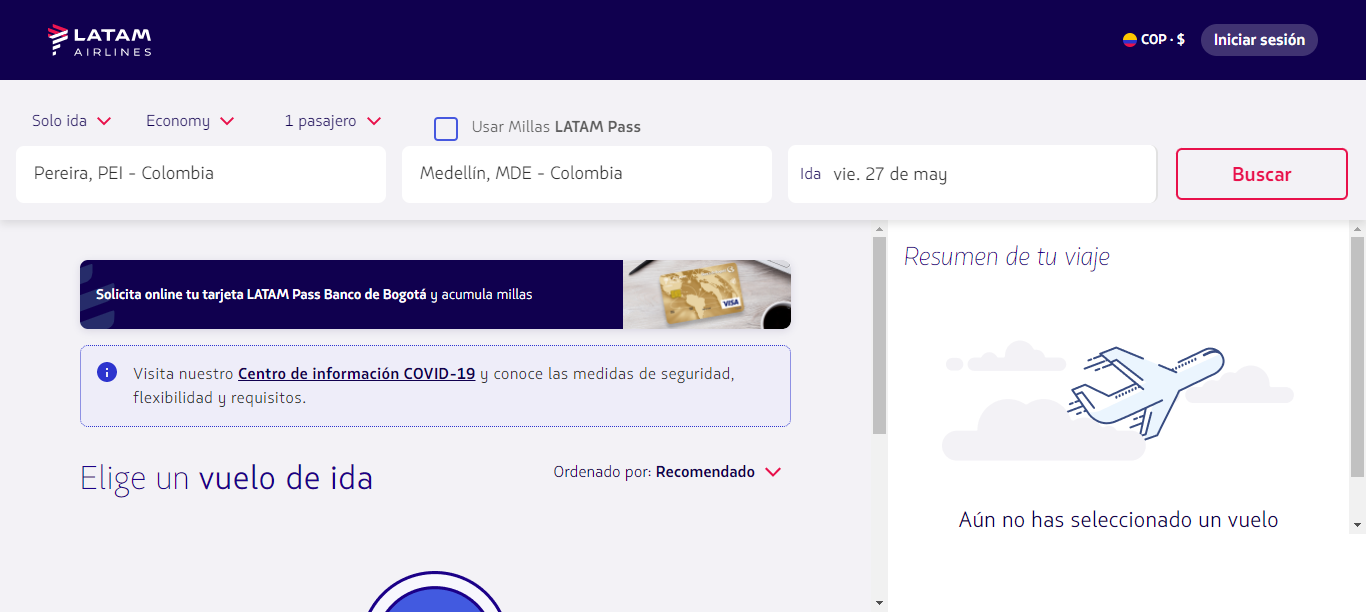 LATAM
AIRLINES
COP · $
Iniciar sesión
Solo ida
Economy
1 pasajero
Usar Millas LATAM Pass
Pereira, PEI - Colombia
Medellín, MDE - Colombia
Ida vie. 27 de may
Buscar
Solicita online tu tarjeta LATAM Pass Banco de Bogotá y acumula millas
VISA
Visita nuestro Centro de información COVID-19 y conoce las medidas de seguridad,
flexibilidad y requisitos.
Elige un vuelo de ida
Ordenado por: Recomendado
Resumen de tu viaje
Aún no has seleccionado un vuelo